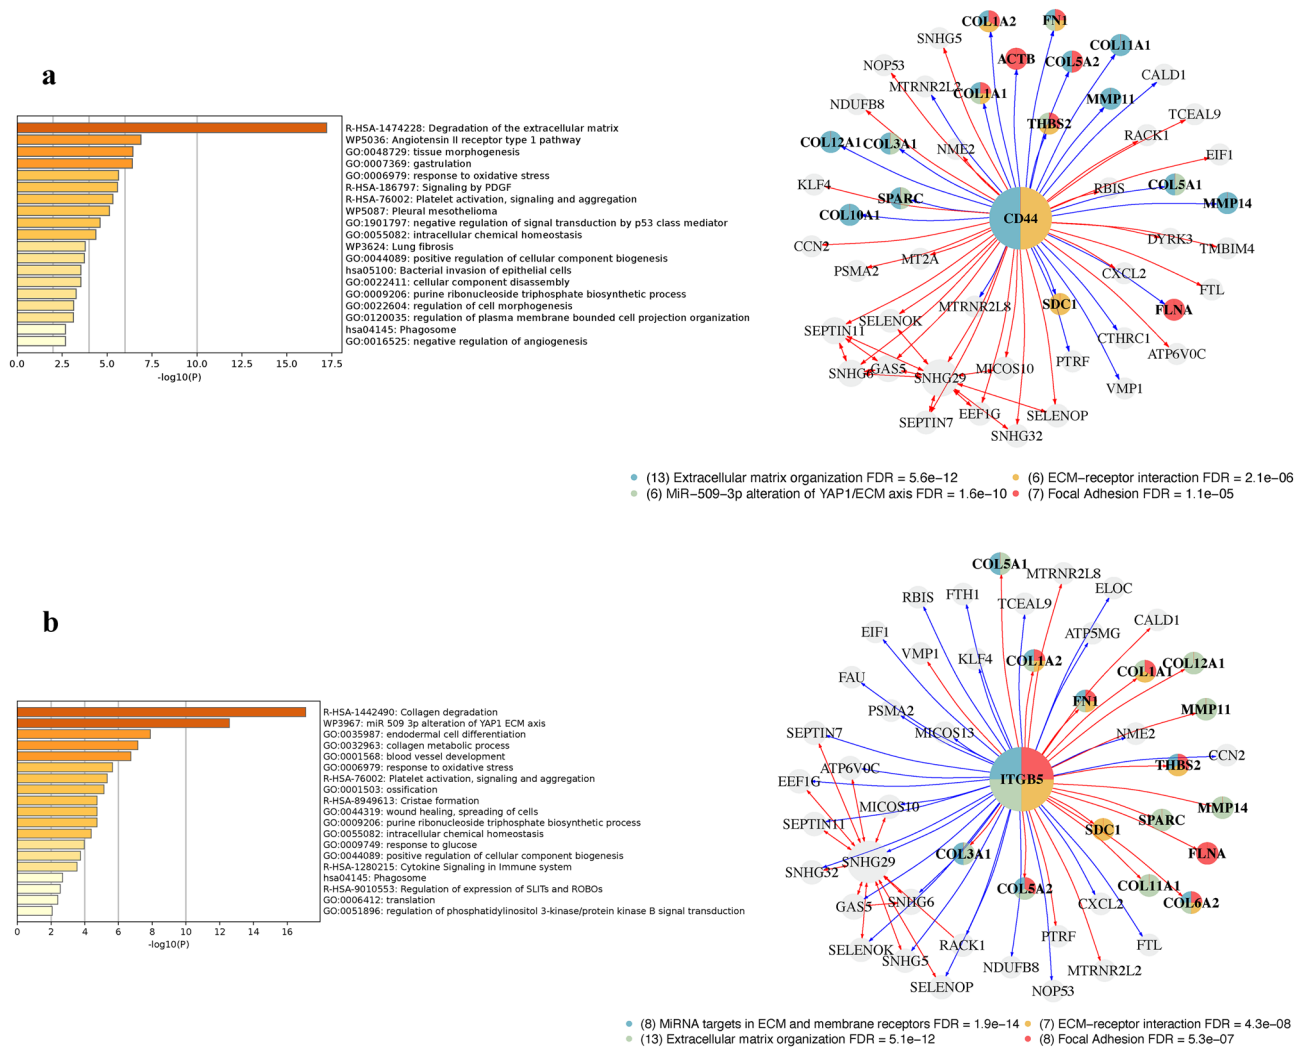 a
R-HSA-1474228: Degradation of the extracellular matrix
WP5036: Angiotensin II receptor type 1 pathway
GO:0048729: tissue morphogenesis
GO:0007369: gastrulation
GO:0006979: response to oxidative stress
R-HSA-186797: Signaling by PDGF
R-HSA-76002: Platelet activation, signaling and aggregation
WP5087: Pleural mesothelioma
GO:1901797: negative regulation of signal transduction by p53 class mediator
GO:0055082: intracellular chemical homeostasis
WP3624: Lung fibrosis
GO:0044089: positive regulation of cellular component biogenesis
hsa05100: Bacterial invasion of epithelial cells
GO:0022411: cellular component disassembly
GO:0009206: purine ribonucleoside triphosphate biosynthetic process
GO:0022604: regulation of cell morphogenesis
GO:0120035: regulation of plasma membrane bounded cell projection organization
hsa04145: Phagosome
GO:0016525: negative regulation of angiogenesis
0.0 2.5 5.0 7.5 10.0 12.5 15.0 17.5
-log10(P)
COL1A2
FN1
SNHG5
COL11A1
ACTB
COL5A2
NOP53
CALD1
MTRNR2L2
COL1A1
MMP11
NDUFB8
TCEAL9
THBS2
RACK1
COL12A1
COL3A1
NME2
EIF1
KLF4
RBIS
COL5A1
SPARC
MMP14
COL10A1
CD44
CCN2
DYRK3
TMBIM4
MT2A
PSMA2
CXCL2
FTL
MTRNR2L8
SDC1
FLNA
SELENOK
SEPTIN11
CTHRC1
ATP6V0C
PTRF
SNHG6
GAS5
SNHG29
MICOS10
VMP1
SEPTIN7
EEF1G
SELENOP
SNHG32
(13) Extracellular matrix organization FDR = 5.6e−12
(6) ECM−receptor interaction FDR = 2.1e−06
(6) MiR−509−3p alteration of YAP1/ECM axis FDR = 1.6e−10
(7) Focal Adhesion FDR = 1.1e−05
b
R-HSA-1442490: Collagen degradation
WP3967: miR 509 3p alteration of YAP1 ECM axis
GO:0035987: endodermal cell differentiation
GO:0032963: collagen metabolic process
GO:0001568: blood vessel development
GO:0006979: response to oxidative stress
R-HSA-76002: Platelet activation, signaling and aggregation
GO:0001503: ossification
R-HSA-8949613: Cristae formation
GO:0044319: wound healing, spreading of cells
GO:0009206: purine ribonucleoside triphosphate biosynthetic process
GO:0055082: intracellular chemical homeostasis
GO:0009749: response to glucose
GO:0044089: positive regulation of cellular component biogenesis
R-HSA-1280215: Cytokine Signaling in Immune system
hsa04145: Phagosome
R-HSA-9010553: Regulation of expression of SLITs and ROBOs
GO:0006412: translation
GO:0051896: regulation of phosphatidylinositol 3-kinase/protein kinase B signal transduction
0 2 4 6 8 10 12 14 16
-log10(P)
COL5A1
MTRNR2L8
ELOC
RBIS
FTH1
TCEAL9
CALD1
EIF1
ATP5MG
VMP1
KLF4
COL1A2
COL1A1
COL12A1
FAU
FN1
PSMA2
MMP11
SEPTIN7
MICOS13
NME2
CCN2
ATP6V0C
THBS2
EEF1G
ITGB5
MICOS10
MMP14
SEPTIN11
SPARC
SDC1
COL3A1
FLNA
SNHG29
SNHG32
COL5A2
COL11A1
GAS5
SNHG6
CXCL2
COL6A2
PTRF
FTL
SELENOK
RACK1
SNHG5
NDUFB8
MTRNR2L2
SELENOP
NOP53
(8) MiRNA targets in ECM and membrane receptors FDR = 1.9e−14
(7) ECM−receptor interaction FDR = 4.3e−08
(13) Extracellular matrix organization FDR = 5.1e−12
(8) Focal Adhesion FDR = 5.3e−07